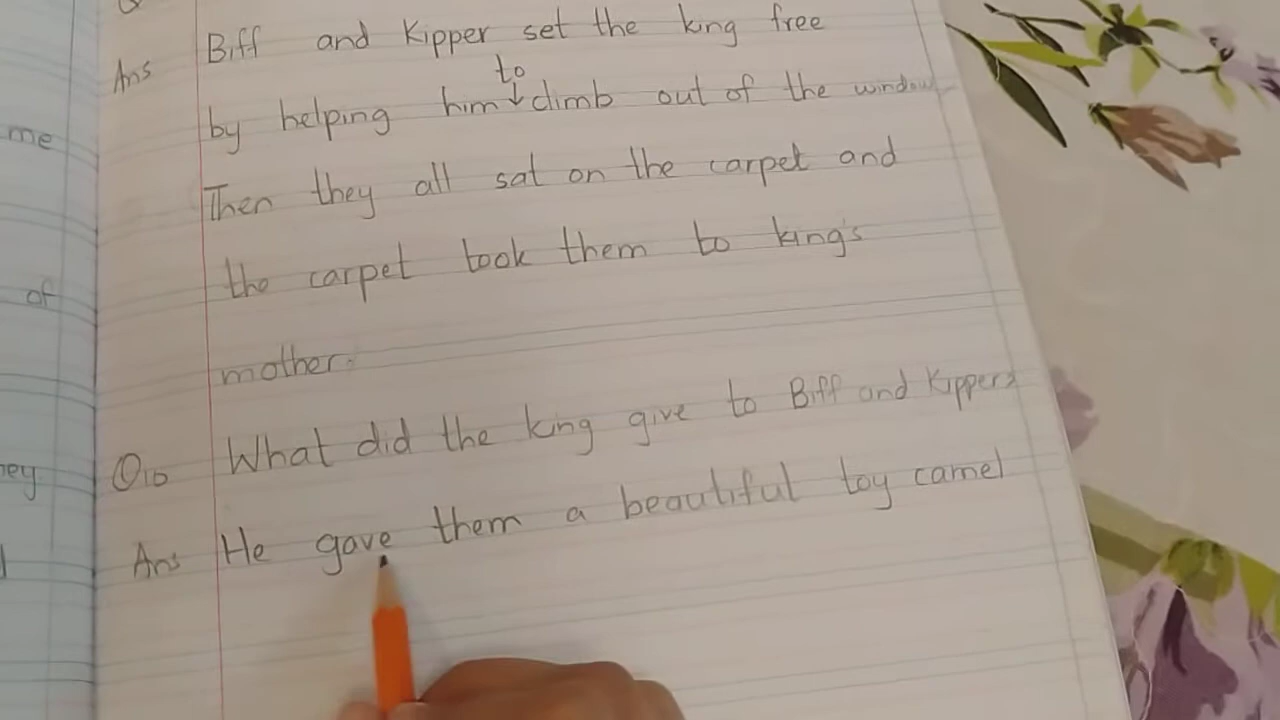 Ans Biff and Kipper set the king free
to
by helping him ↓ climb out of the window
Then they all sat on the carpet and
the carpet took them to king's
mother.
Q10 What did the king give to Biff and Kipper?
Ans He gave them a beautiful toy camel
me
of